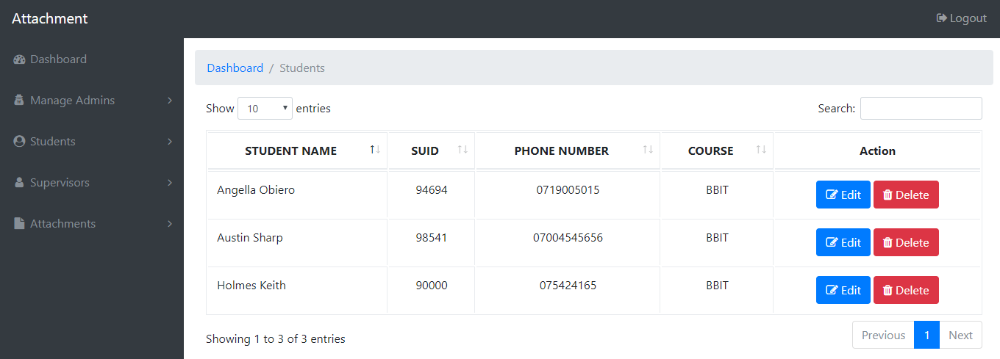 Attachment
Logout
Dashboard
Manage Admins
Students
Supervisors
Attachments
Dashboard / Students
Show 10 entries
Search:
STUDENT NAME SUID PHONE NUMBER COURSE Action
Angella Obiero 94694 0719005015 BBIT Edit Delete
Austin Sharp 98541 07004545656 BBIT Edit Delete
Holmes Keith 90000 075424165 BBIT Edit Delete
Showing 1 to 3 of 3 entries
Previous 1 Next